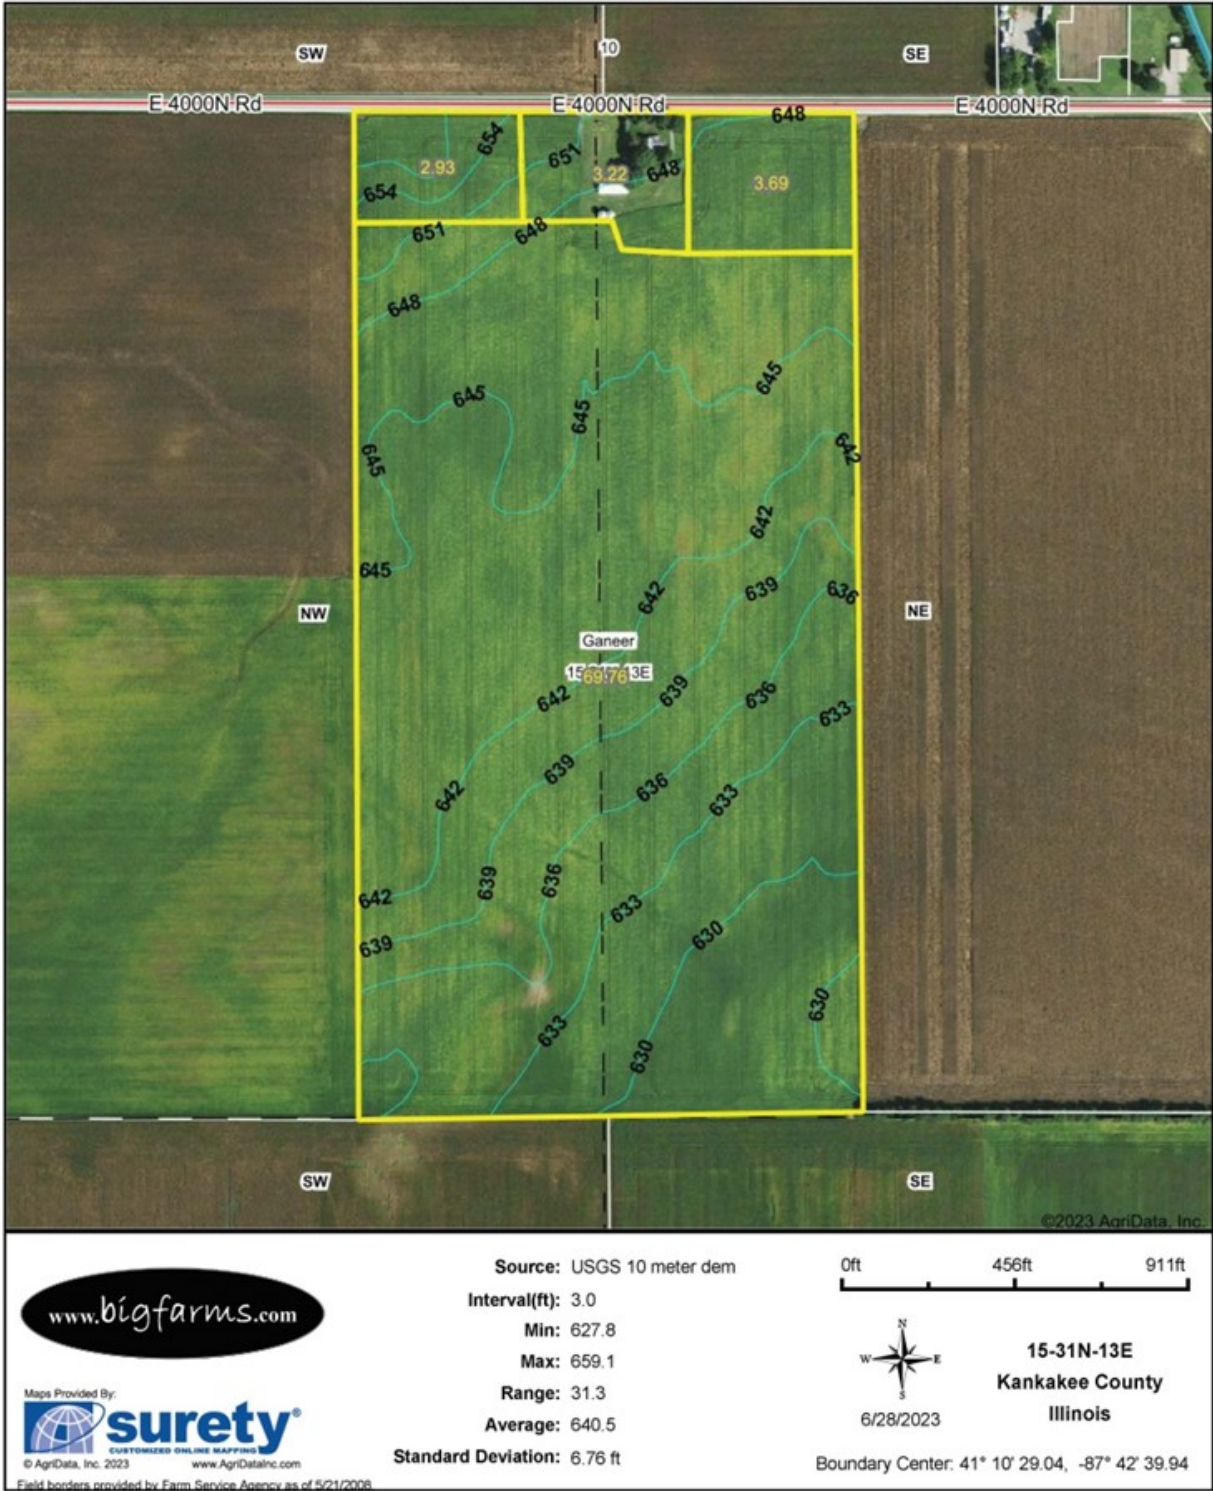 SW
10
SE
E 4000N Rd
E 4000N Rd
E 4000N Rd
648
654
651
2.93
3.22
648
3.69
654
651
648
648
645
645
645
642
645
642
645
639
636
642
NW
NE
Ganeer
15
69.76
13E
642
639
636
633
639
636
642
633
639
636
642
633
639
630
630
633
630
SW
SE
©2023 AgriData, Inc.
www.bigfarms.com
Maps Provided By:
surety®
CUSTOMIZED ONLINE MAPPING
© AgriData, Inc. 2023 www.AgriDataInc.com
Field borders provided by Farm Service Agency as of 5/21/2008.
Source: USGS 10 meter dem
Interval(ft): 3.0
Min: 627.8
Max: 659.1
Range: 31.3
Average: 640.5
Standard Deviation: 6.76 ft
0ft 456ft 911ft
N
W E
S
6/28/2023
15-31N-13E
Kankakee County
Illinois
Boundary Center: 41° 10' 29.04, -87° 42' 39.94